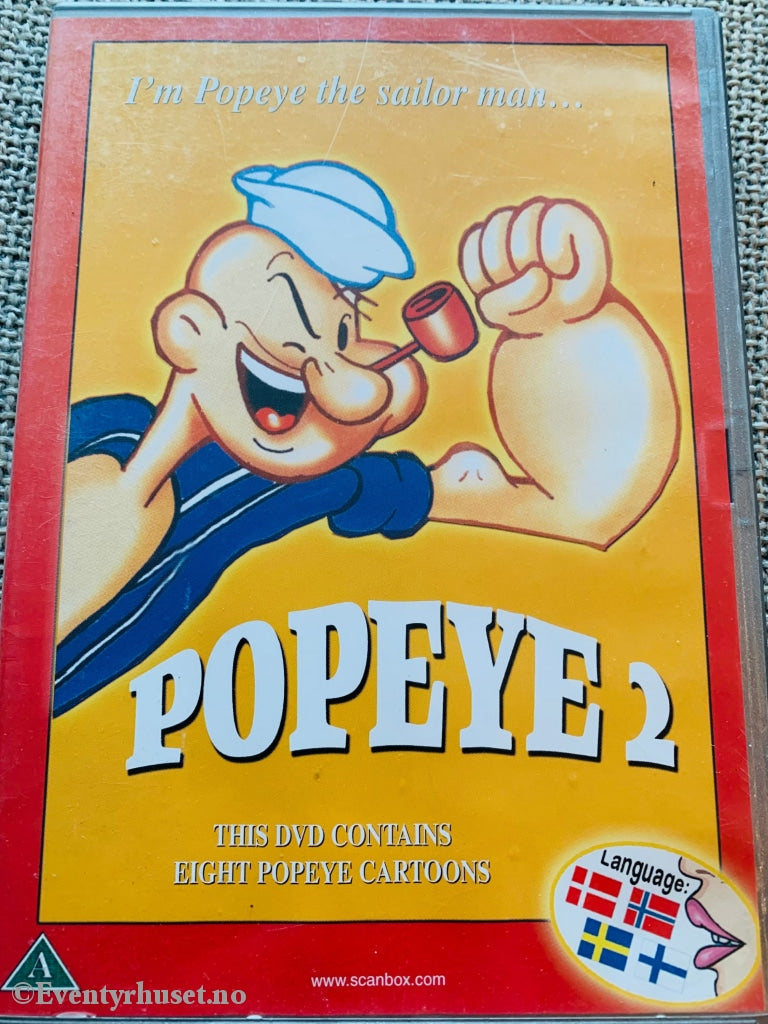 I'm Popeye the sailor man...
POPEYE 2
THIS DVD CONTAINS
EIGHT POPEYE CARTOONS
Language:
A
www.scanbox.com
©Eventyrhuset.no